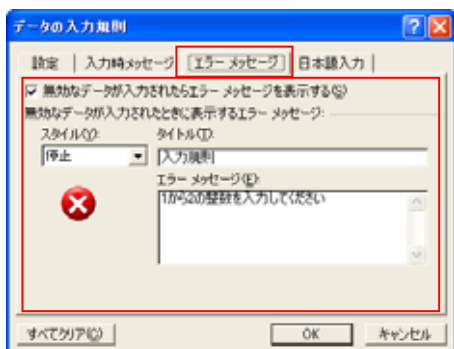 データの入力規則
設定 入力時メッセージ エラー メッセージ 日本語入力
無効なデータが入力されたらエラー メッセージを表示する(S)
無効なデータが入力されたときに表示するエラー メッセージ:
スタイル(Y): タイトル(T):
停止 入力規則
エラー メッセージ(E):
1から2の整数を入力してください
すべてクリア(C) OK キャンセル